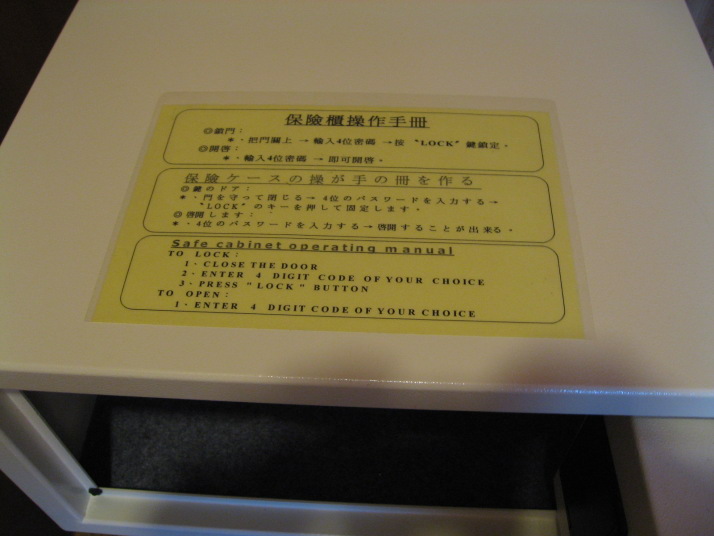 保險櫃操作手冊
◎鎖門：
＊、把門關上 → 輸入4位密碼 → 按 "LOCK" 鍵鎖定。
◎開啓：
＊、輸入4位密碼 → 即可開啓。
保險ケースの操が手の冊を作る
◎鍵のドア：
＊、門を守って閉じる→ 4位のパスワードを入力する→
"LOCK" のキーを押して固定します。
◎啓開します：
＊、4位のパスワードを入力する→啓開することが出来る。
Safe cabinet operating manual
TO LOCK：
1、CLOSE THE DOOR
2、ENTER 4 DIGIT CODE OF YOUR CHOICE
3、PRESS "LOCK" BUTTON
TO OPEN：
1、ENTER 4 DIGIT CODE OF YOUR CHOICE